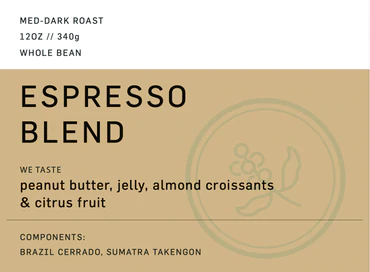 MED-DARK ROAST
12OZ // 340g
WHOLE BEAN
ESPRESSO
BLEND
WE TASTE
peanut butter, jelly, almond croissants
& citrus fruit
COMPONENTS:
BRAZIL CERRADO, SUMATRA TAKENGON